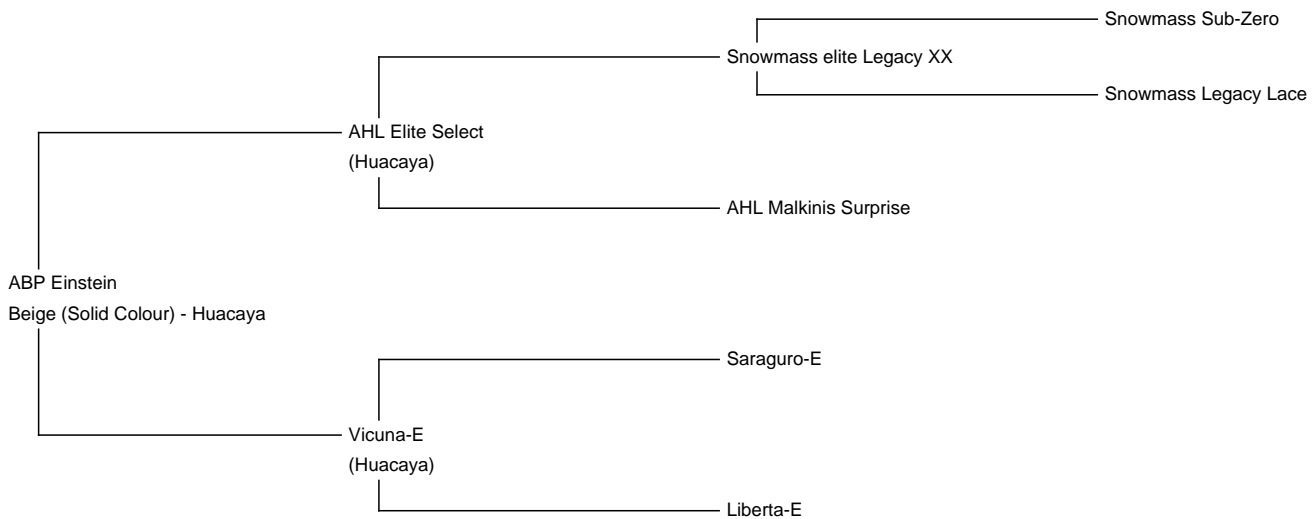 Snowmass Sub-Zero
Snowmass elite Legacy XX
Snowmass Legacy Lace
AHL Elite Select
(Huacaya)
AHL Malkinis Surprise
ABP Einstein
Beige (Solid Colour) - Huacaya
Saraguro-E
Vicuna-E
(Huacaya)
Liberta-E